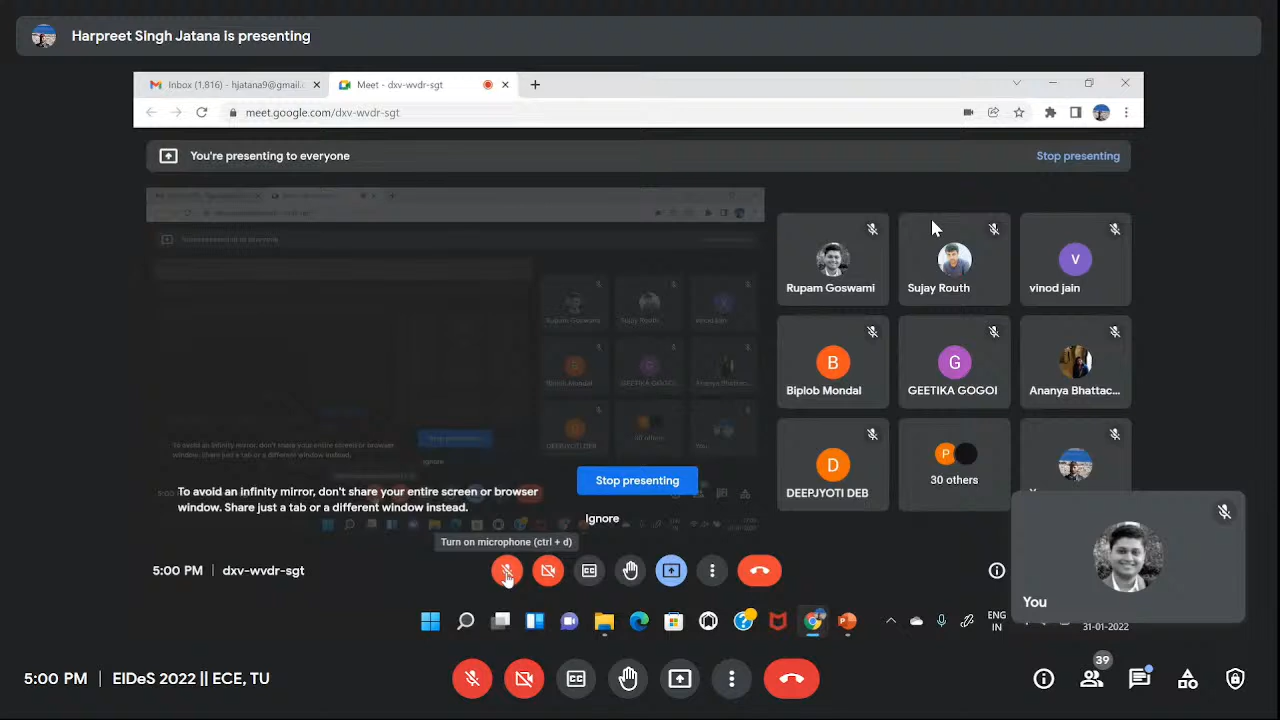 Harpreet Singh Jatana is presenting
Inbox (1,816) - hjatana9@gmail.c
Meet - dxv-wvdr-sgt
meet.google.com/dxv-wvdr-sgt
You're presenting to everyone
Stop presenting
Rupam Goswami
Sujay Routh
V
vinod jain
B
Biplob Mondal
G
GEETIKA GOGOI
Ananya Bhattac...
D
DEEPJYOTI DEB
P
30 others
To avoid an infinity mirror, don't share your entire screen or browser
window. Share just a tab or a different window instead.
Stop presenting
Ignore
Turn on microphone (ctrl + d)
5:00 PM | dxv-wvdr-sgt
You
ENG
IN
31-01-2022
5:00 PM | EIDeS 2022 || ECE, TU
39